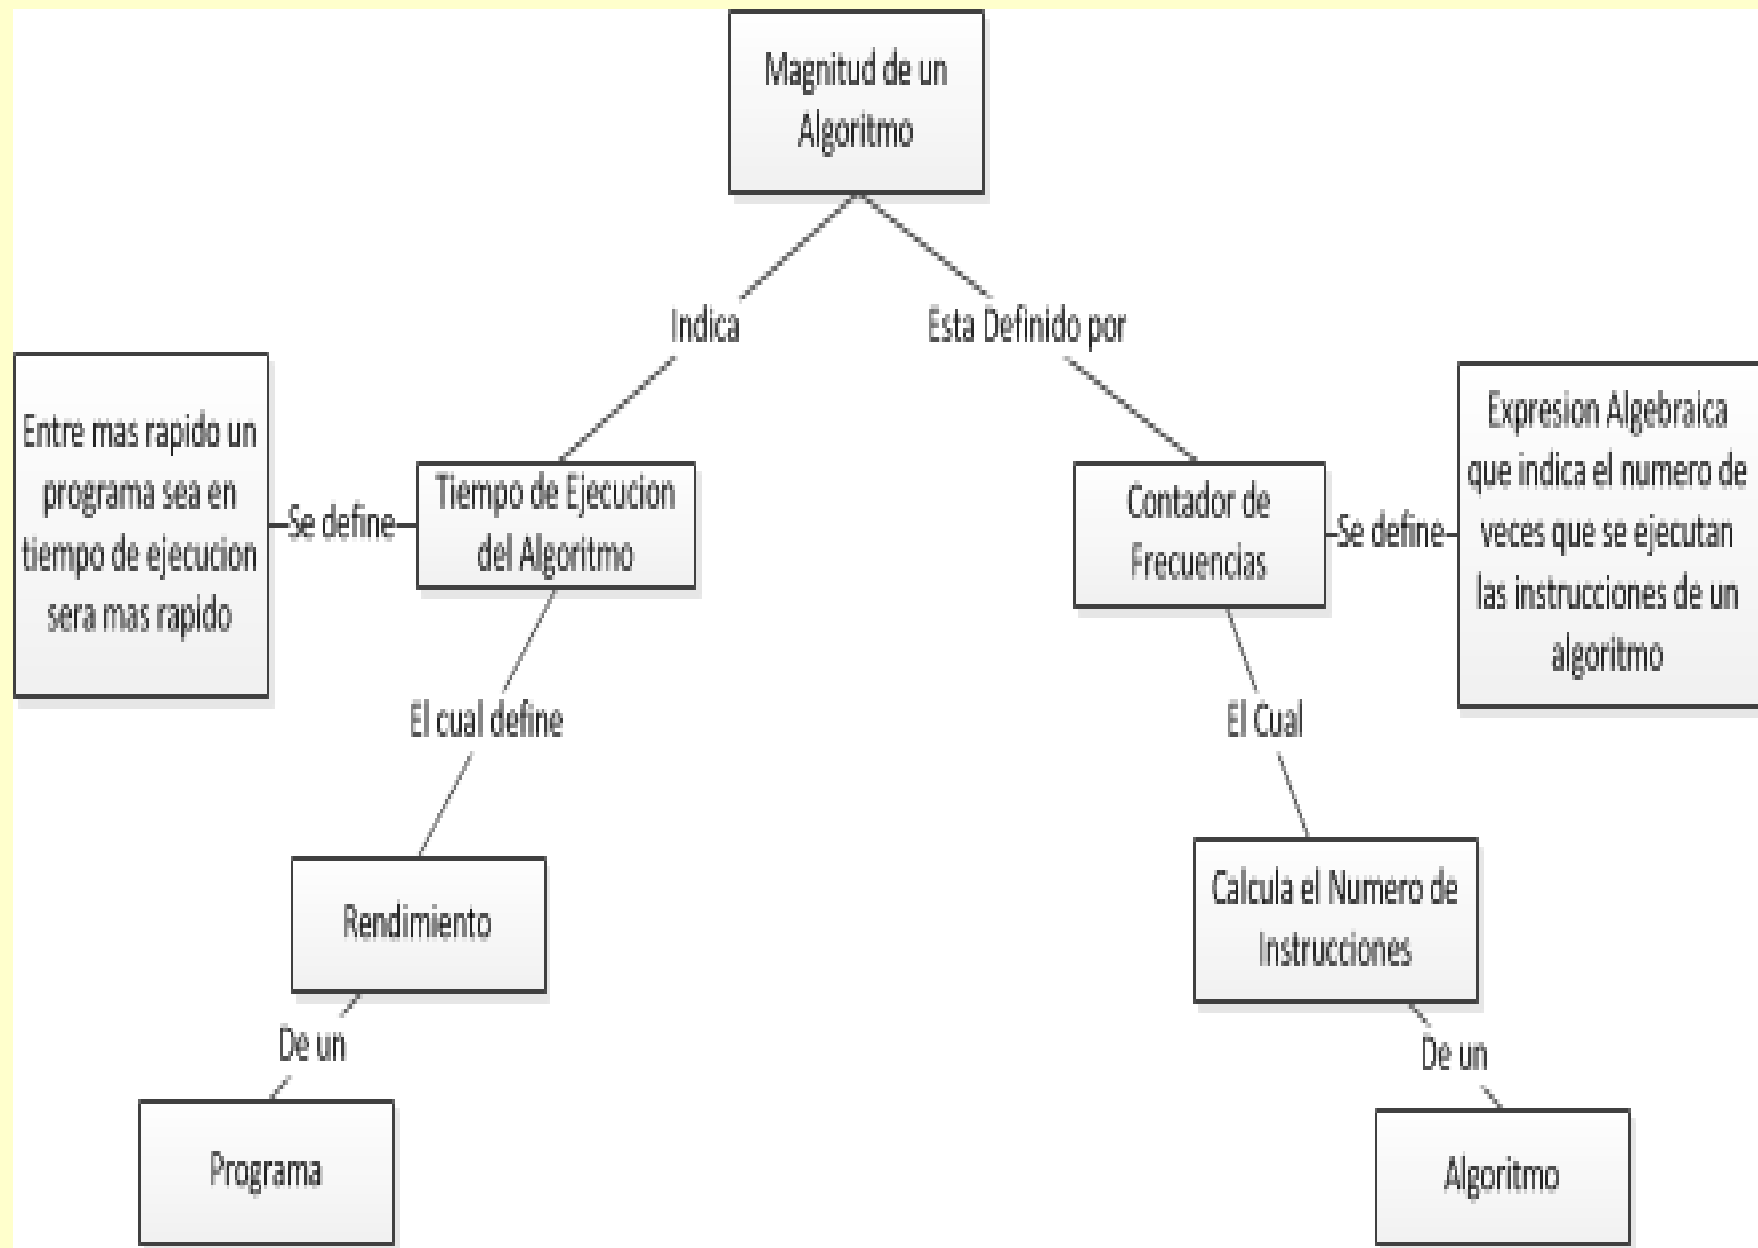 Magnitud de un
Algoritmo
Indica
Esta Definido por
Entre mas rapido un
programa sea en
tiempo de ejecucion
sera mas rapido
Se define
Tiempo de Ejecucion
del Algoritmo
Contador de
Frecuencias
Se define
Expresion Algebraica
que indica el numero de
veces que se ejecutan
las instrucciones de un
algoritmo
El cual define
El Cual
Rendimiento
Calcula el Numero de
Instrucciones
De un
De un
Programa
Algoritmo